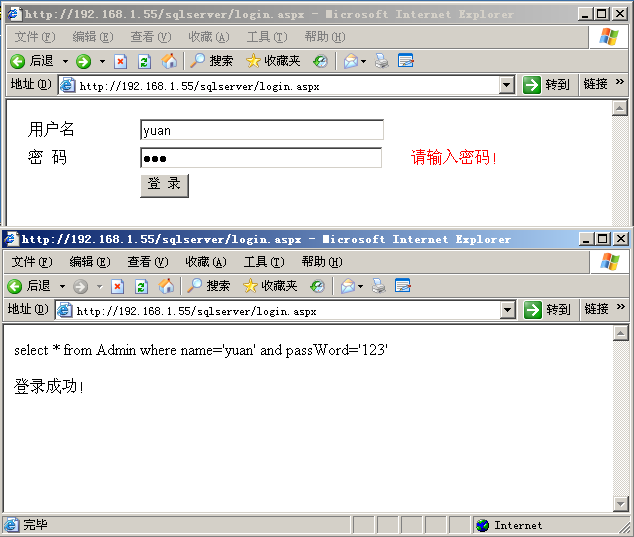 http://192.168.1.55/sqlserver/login.aspx - Microsoft Internet Explorer
文件(F) 编辑(E) 查看(V) 收藏(A) 工具(T) 帮助(H)
后退 搜索 收藏夹
地址(D) http://192.168.1.55/sqlserver/login.aspx 转到 链接 »
用户名 yuan
密 码 ●●● 请输入密码!
登 录
http://192.168.1.55/sqlserver/login.aspx - Microsoft Internet Explorer
文件(F) 编辑(E) 查看(V) 收藏(A) 工具(T) 帮助(H)
后退 搜索 收藏夹
地址(D) http://192.168.1.55/sqlserver/login.aspx 转到 链接 »
select * from Admin where name='yuan' and passWord='123'
登录成功!
完毕 Internet